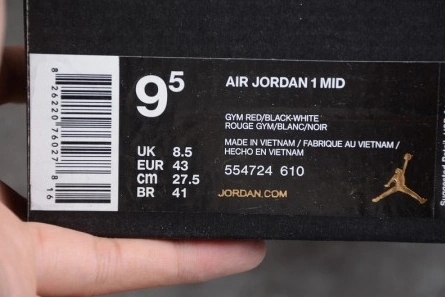 8 26220 76027 8 16
9⁵
UK 8.5
EUR 43
cm 27.5
BR 41
AIR JORDAN 1 MID
GYM RED/BLACK-WHITE
ROUGE GYM/BLANC/NOIR
MADE IN VIETNAM / FABRIQUE AU VIETNAM /
HECHO EN VIETNAM
554724 610
JORDAN.COM